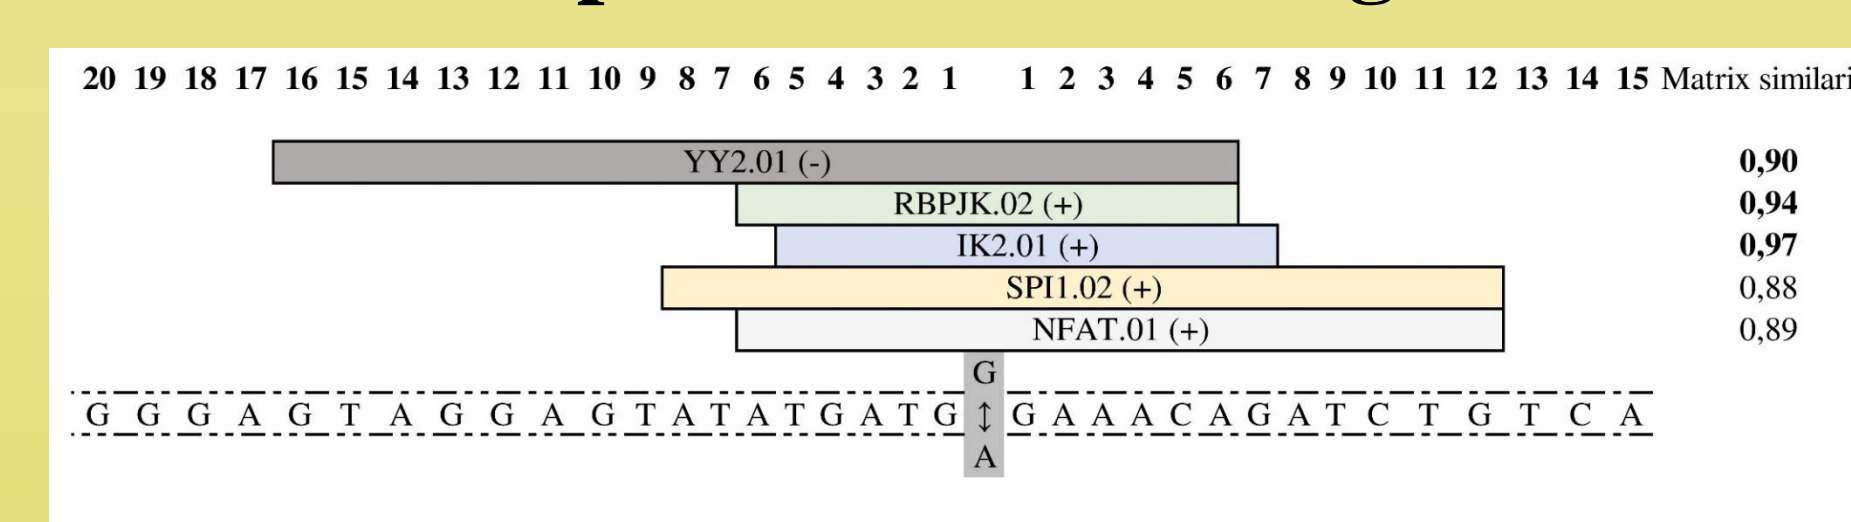 20 19 18 17 16 15 14 13 12 11 10 9 8 7 6 5 4 3 2 1 1 2 3 4 5 6 7 8 9 10 11 12 13 14 15 Matrix similari
YY2.01 (-) 0,90
RBPJK.02 (+) 0,94
IK2.01 (+) 0,97
SPI1.02 (+) 0,88
NFAT.01 (+) 0,89
G
G G G A G T A G G A G T A T A T G A T G ↕ G A A A C A G A T C T G T C A
A